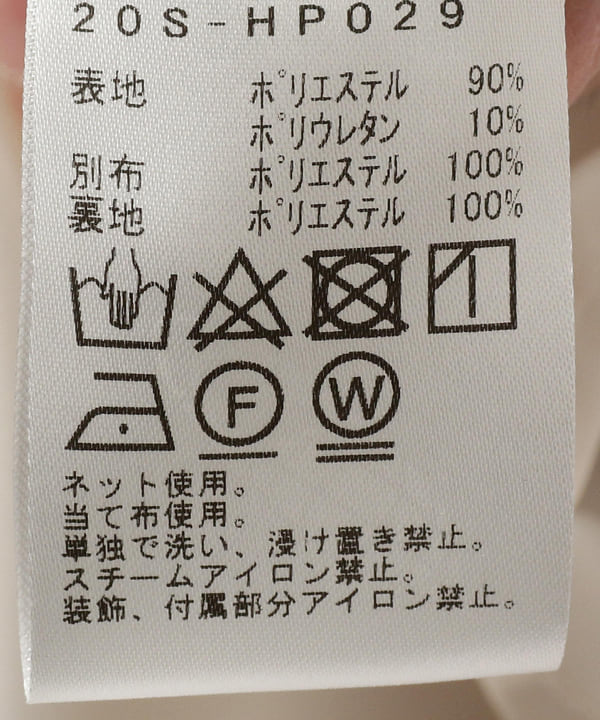 20S-HP029
表地 ポリエステル 90%
ポリウレタン 10%
別布 ポリエステル 100%
裏地 ポリエステル 100%
F W
ネット使用。
当て布使用。
単独で洗い、浸け置き禁止。
スチームアイロン禁止。
装飾、付属部分アイロン禁止。